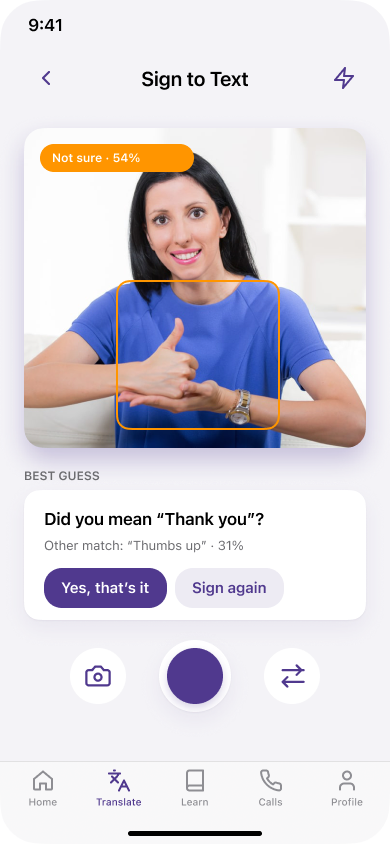 9:41
Sign to Text
Not sure · 54%
BEST GUESS
Did you mean “Thank you”?
Other match: “Thumbs up” · 31%
Yes, that’s it
Sign again
Home
Translate
Learn
Calls
Profile